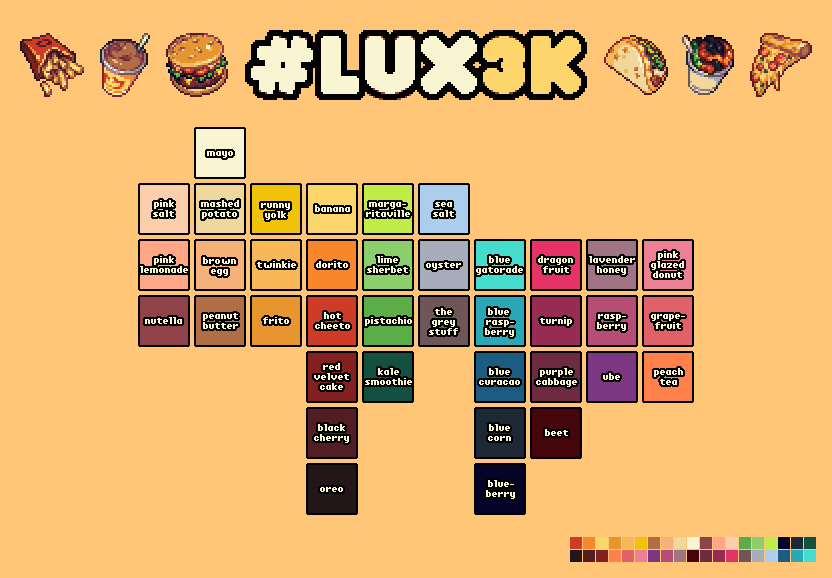 #LUX3K
mayo
pink
salt
mashed
potato
runny
yolk
banana
marga-
ritaville
sea
salt
pink
lemonade
brown
egg
twinkie
dorito
lime
sherbet
oyster
blue
gatorade
dragon
fruit
lavender
honey
pink
glazed
donut
nutella
peanut
butter
frito
hot
cheeto
pistachio
the
grey
stuff
blue
rasp-
berry
turnip
rasp-
berry
grape-
fruit
red
velvet
cake
kale
smoothie
blue
curacao
purple
cabbage
ube
peach
tea
black
cherry
blue
corn
beet
oreo
blue-
berry